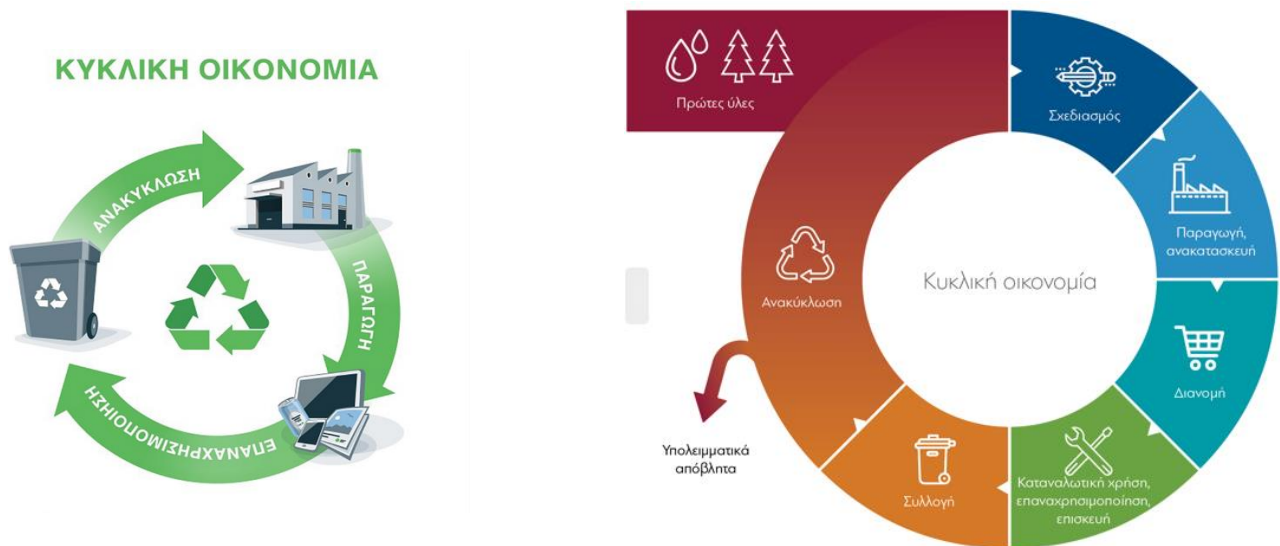 ΚΥΚΛΙΚΗ ΟΙΚΟΝΟΜΙΑ
ΑΝΑΚΥΚΛΩΣΗ
ΠΑΡΑΓΩΓΗ
ΕΠΑΝΑΧΡΗΣΙΜΟΠΟΙΗΣΗ
Πρώτες ύλες
Σχεδιασμός
Παραγωγή,
ανακατασκευή
Διανομή
Καταναλωτική χρήση,
επαναχρησιμοποίηση,
επισκευή
Συλλογή
Ανακύκλωση
Υπολειμματικά
απόβλητα
Κυκλική οικονομία